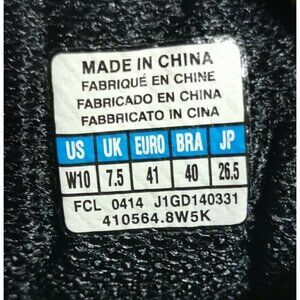 MADE IN CHINA
FABRIQUÉ EN CHINE
FABRICADO EN CHINA
FABBRICATO IN CINA
US UK EURO BRA JP
W10 7.5 41 40 26.5
FCL 0414 J1GD140331
410564.8W5K